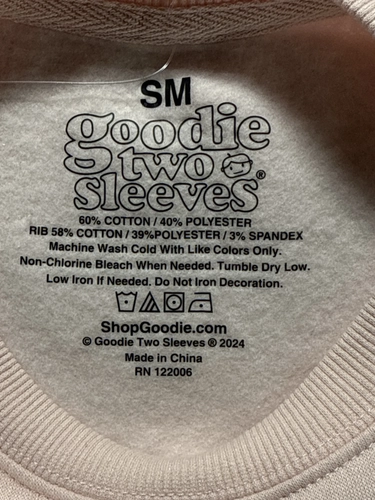 SM
goodie
two
sleeves®
60% COTTON / 40% POLYESTER
RIB 58% COTTON / 39%POLYESTER / 3% SPANDEX
Machine Wash Cold With Like Colors Only.
Non-Chlorine Bleach When Needed. Tumble Dry Low.
Low Iron If Needed. Do Not Iron Decoration.
ShopGoodie.com
© Goodie Two Sleeves ® 2024
Made in China
RN 122006